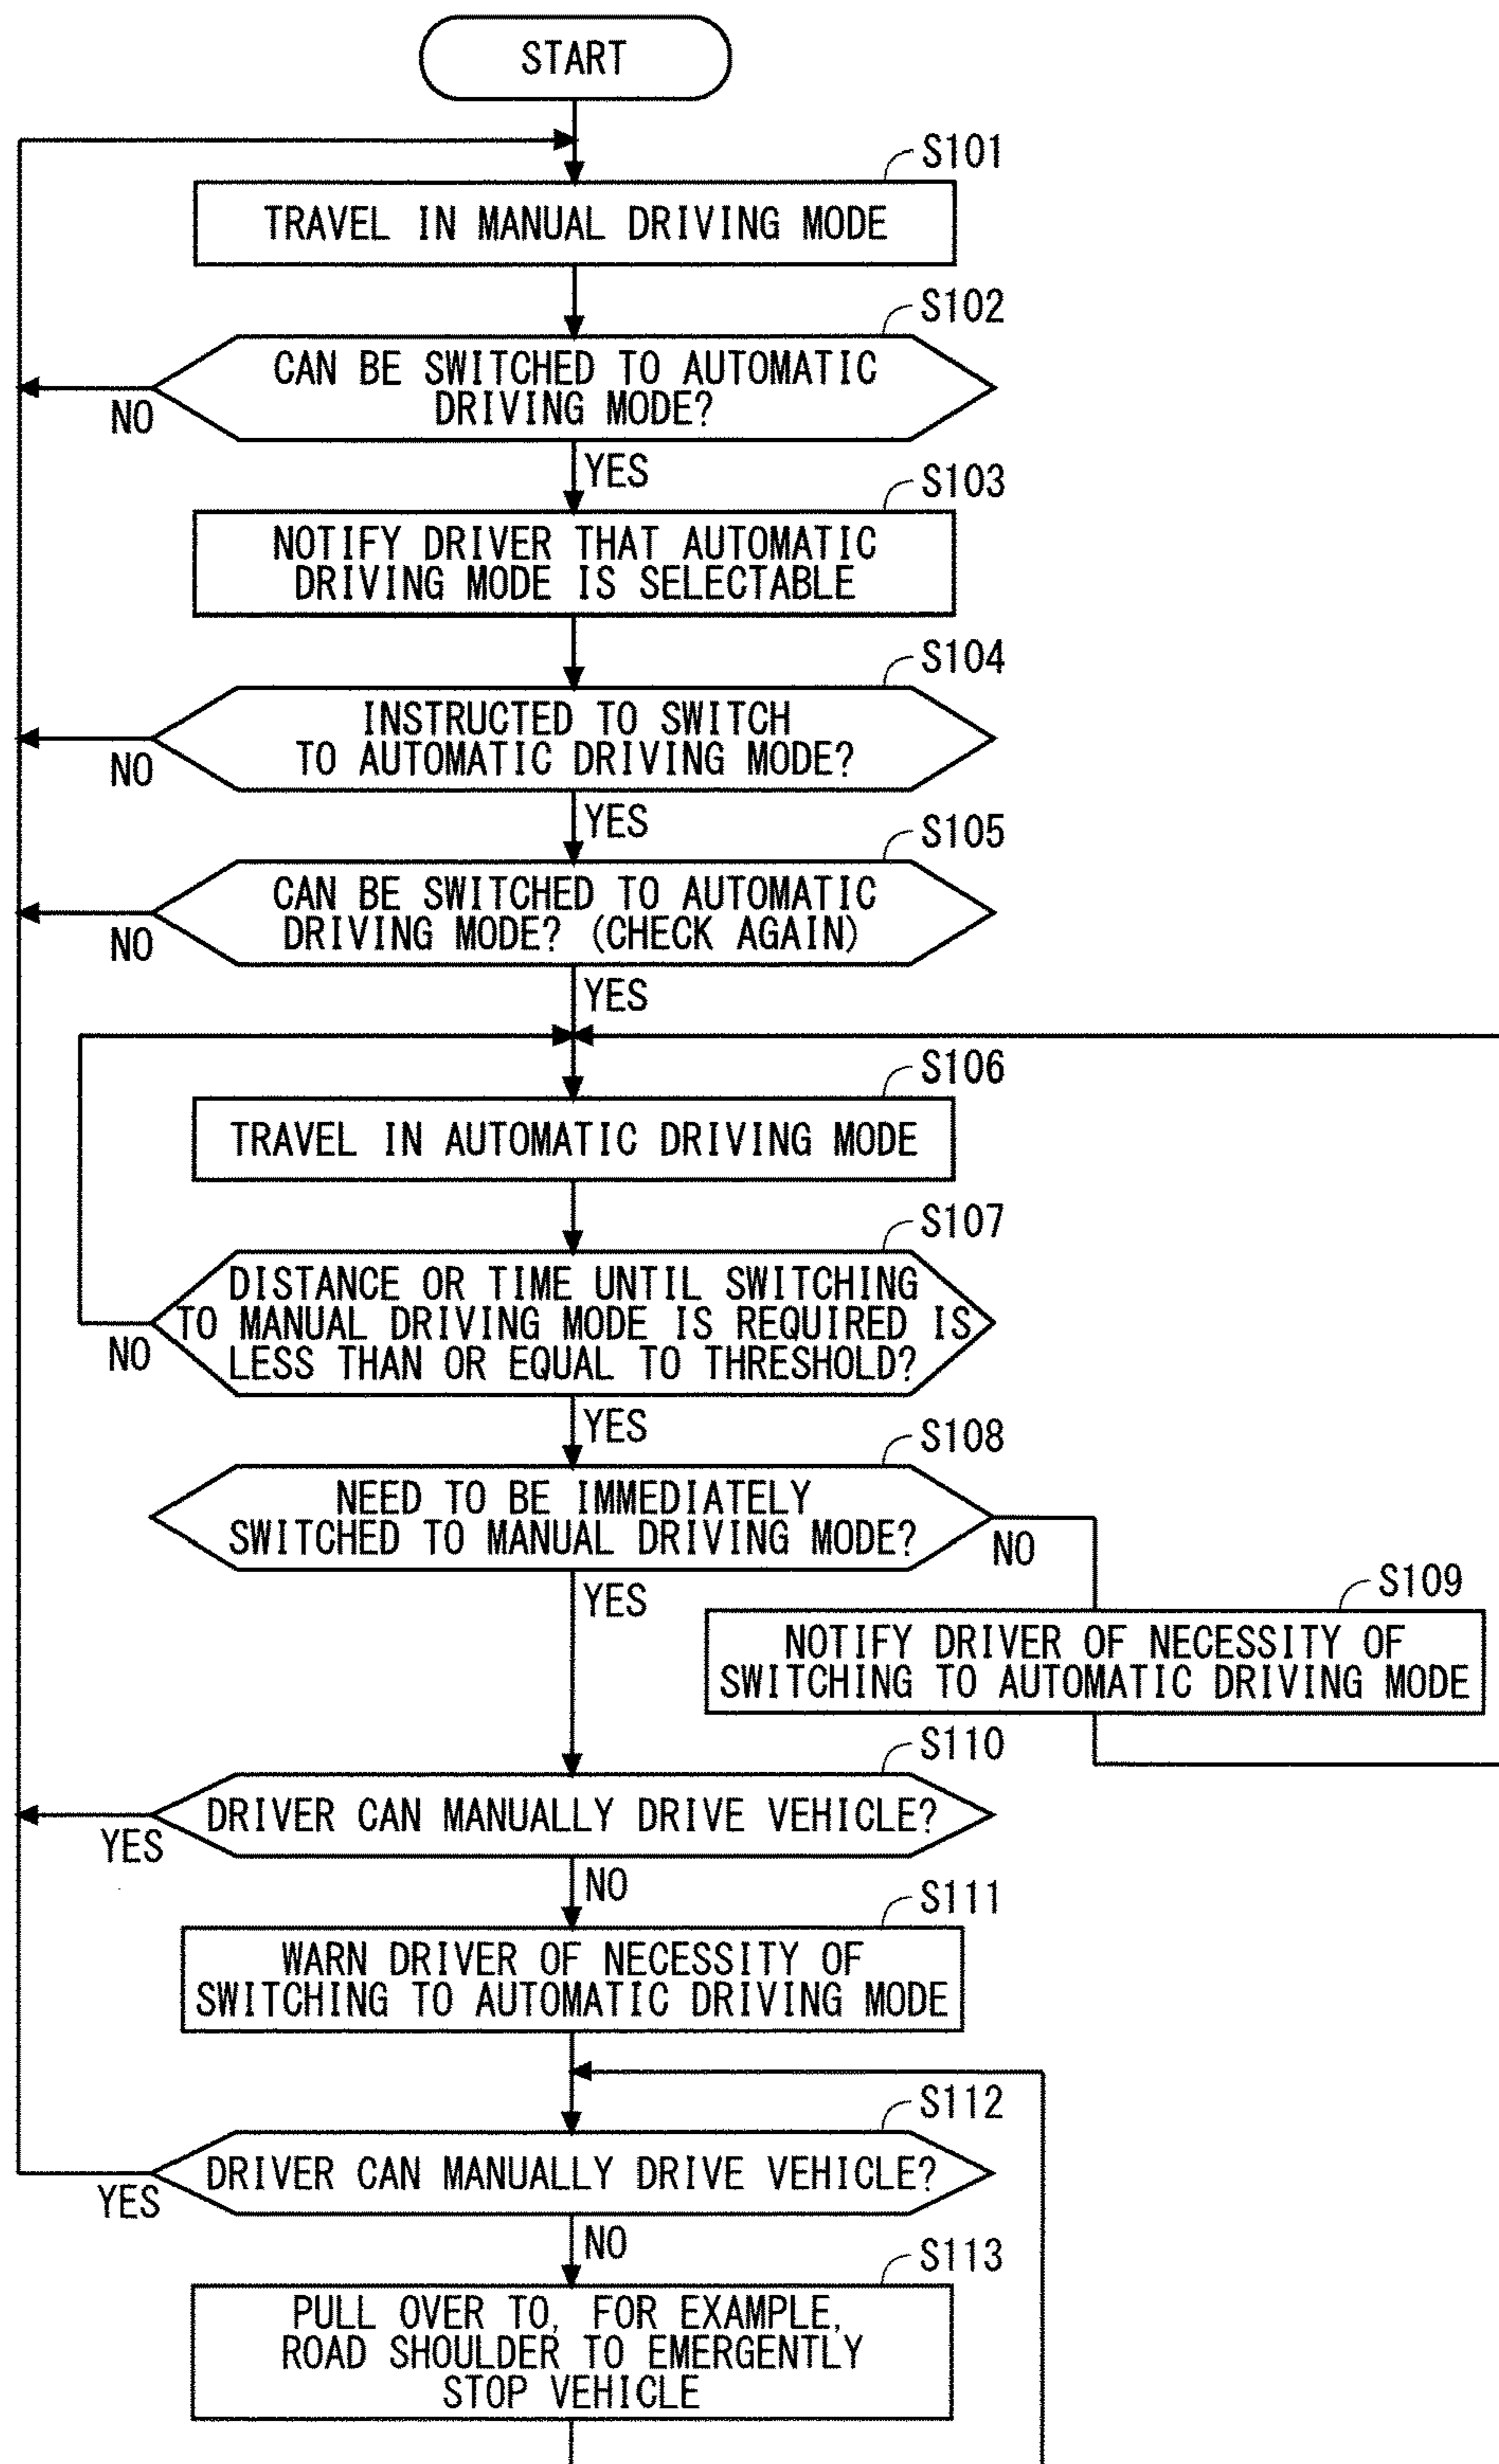 START
S101
TRAVEL IN MANUAL DRIVING MODE
S102
CAN BE SWITCHED TO AUTOMATIC
DRIVING MODE?
NO
YES
S103
NOTIFY DRIVER THAT AUTOMATIC
DRIVING MODE IS SELECTABLE
S104
INSTRUCTED TO SWITCH
TO AUTOMATIC DRIVING MODE?
NO
YES
S105
CAN BE SWITCHED TO AUTOMATIC
DRIVING MODE? (CHECK AGAIN)
NO
YES
S106
TRAVEL IN AUTOMATIC DRIVING MODE
S107
DISTANCE OR TIME UNTIL SWITCHING
TO MANUAL DRIVING MODE IS REQUIRED IS
LESS THAN OR EQUAL TO THRESHOLD?
NO
YES
S108
NEED TO BE IMMEDIATELY
SWITCHED TO MANUAL DRIVING MODE?
NO
YES
S109
NOTIFY DRIVER OF NECESSITY OF
SWITCHING TO AUTOMATIC DRIVING MODE
S110
DRIVER CAN MANUALLY DRIVE VEHICLE?
YES
NO
S111
WARN DRIVER OF NECESSITY OF
SWITCHING TO AUTOMATIC DRIVING MODE
S112
DRIVER CAN MANUALLY DRIVE VEHICLE?
YES
NO
S113
PULL OVER TO, FOR EXAMPLE,
ROAD SHOULDER TO EMERGENTLY
STOP VEHICLE